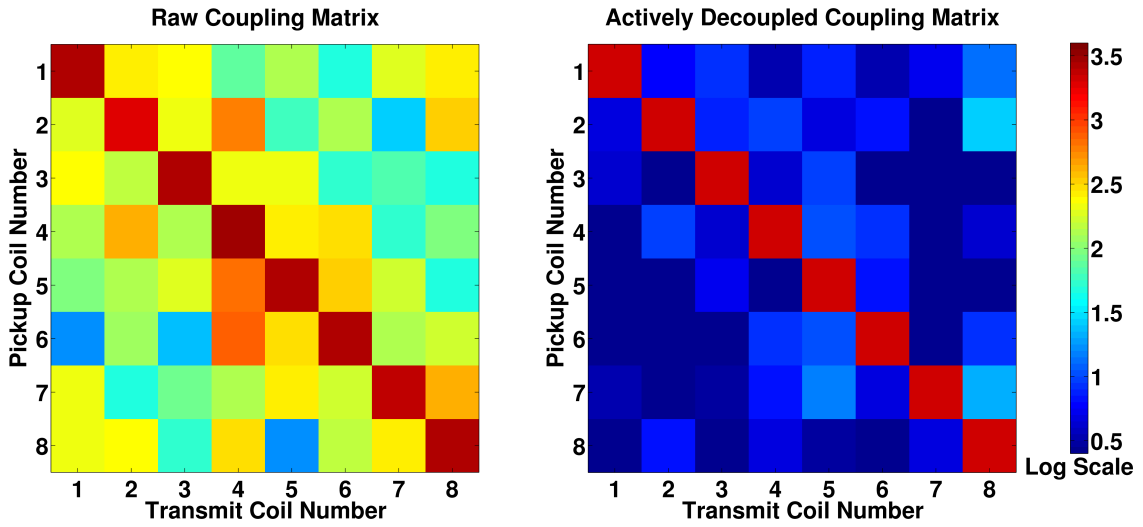 Raw Coupling Matrix
Pickup Coil Number
1
2
3
4
5
6
7
8
1 2 3 4 5 6 7 8
Transmit Coil Number
Actively Decoupled Coupling Matrix
Pickup Coil Number
1
2
3
4
5
6
7
8
1 2 3 4 5 6 7 8
Transmit Coil Number
3.5
3
2.5
2
1.5
1
0.5
Log Scale